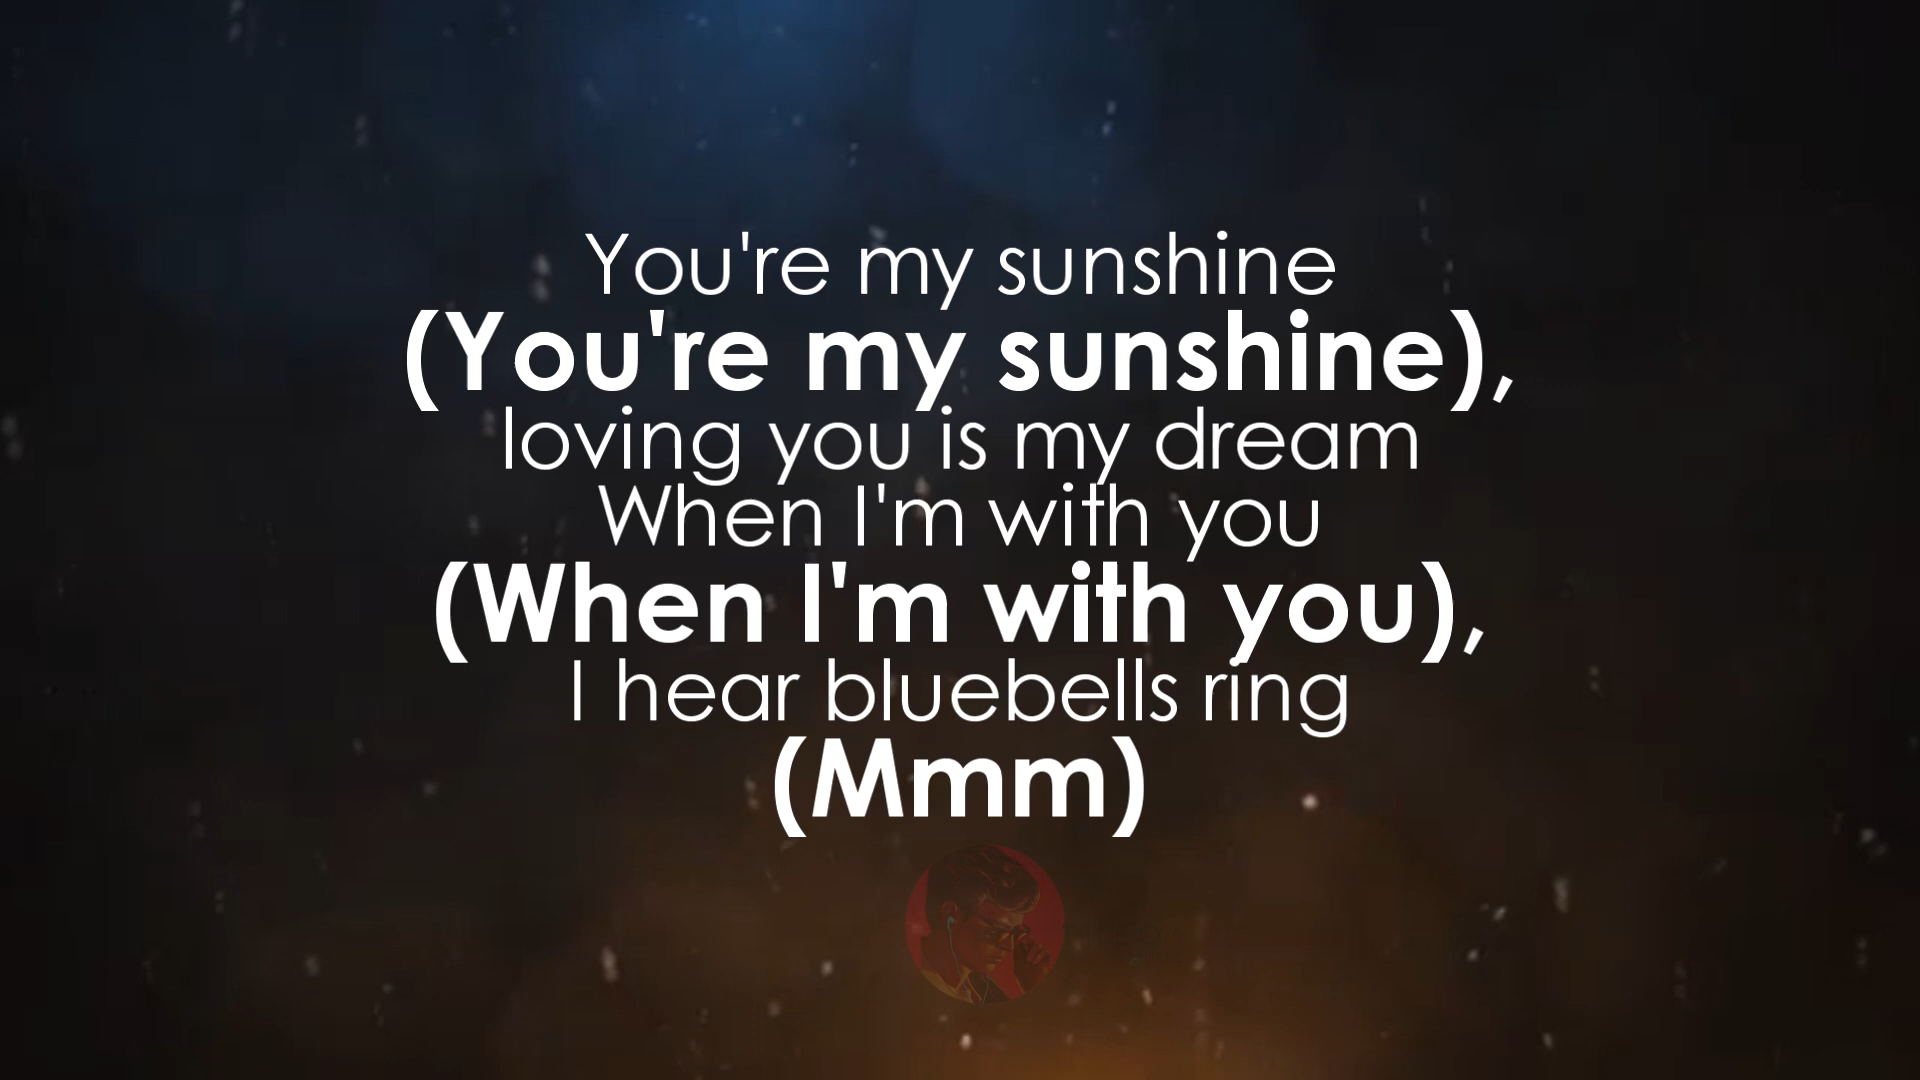 You're my sunshine
(You're my sunshine),
loving you is my dream
When I'm with you
(When I'm with you),
I hear bluebells ring
(Mmm)